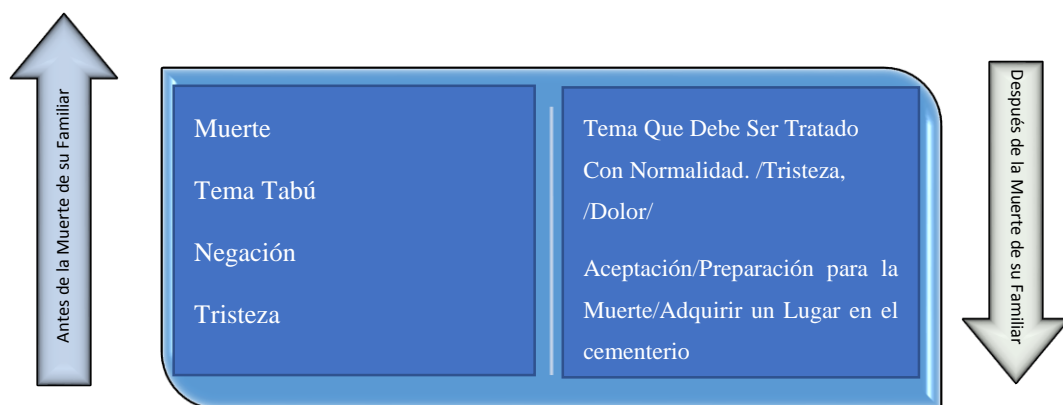 Antes de la Muerte de su Familiar
Muerte
Tema Tabú
Negación
Tristeza
Tema Que Debe Ser Tratado
Con Normalidad. /Tristeza,
/Dolor/
Aceptación/Preparación para la
Muerte/Adquirir un Lugar en el
cementerio
Después de la Muerte de su Familiar